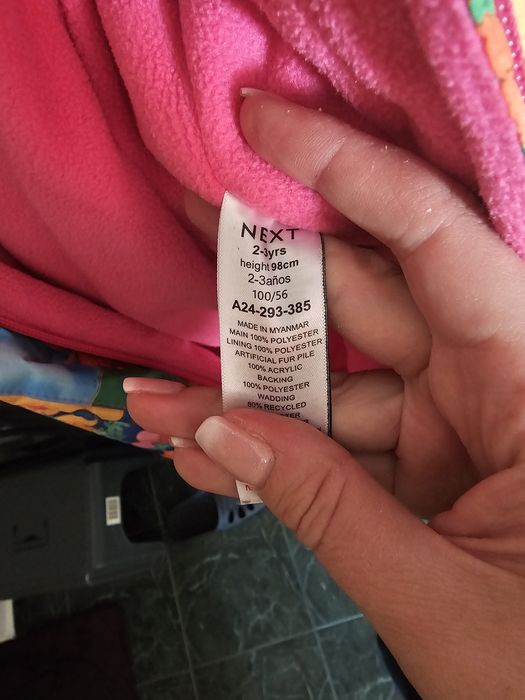 NEXT
2-3yrs
height 98cm
2-3años
100/56
A24-293-385
MADE IN MYANMAR
MAIN 100% POLYESTER
LINING 100% POLYESTER
ARTIFICIAL FUR PILE
100% ACRYLIC
BACKING
100% POLYESTER
WADDING
80% RECYCLED